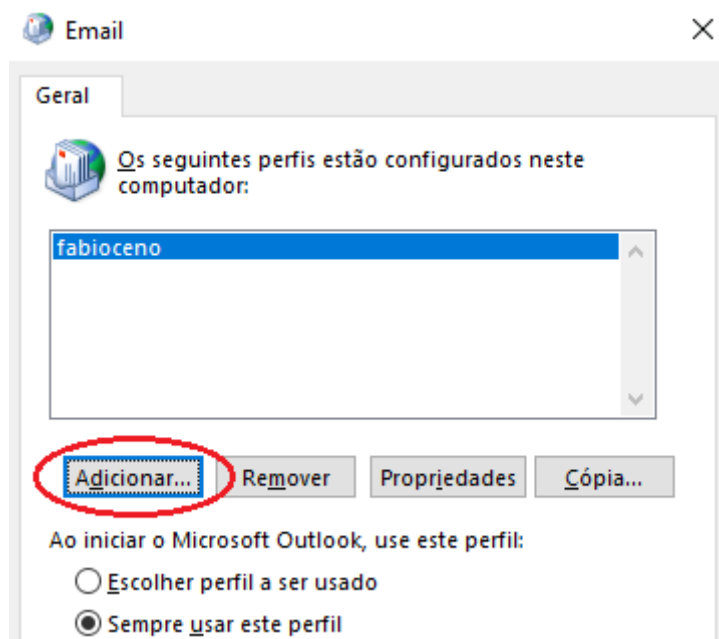 Email
Geral
Os seguintes perfis estão configurados neste
computador:
fabioceno
Adicionar... Remover Propriedades Cópia...
Ao iniciar o Microsoft Outlook, use este perfil:
Escolher perfil a ser usado
Sempre usar este perfil